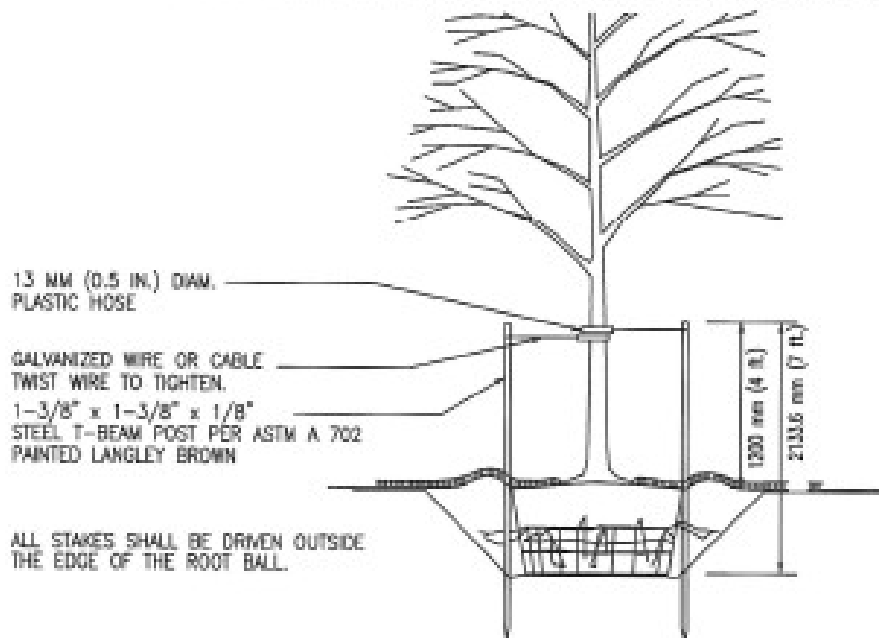 13 MM (0.5 IN.) DIAM.
PLASTIC HOSE
GALVANIZED WIRE OR CABLE
TWIST WIRE TO TIGHTEN.
1-3/8" x 1-3/8" x 1/8"
STEEL T-BEAM POST PER ASTM A 702
PAINTED LANGLEY BROWN
ALL STAKES SHALL BE DRIVEN OUTSIDE
THE EDGE OF THE ROOT BALL.
1200 mm (4 ft.)
2133.6 mm (7 ft.)